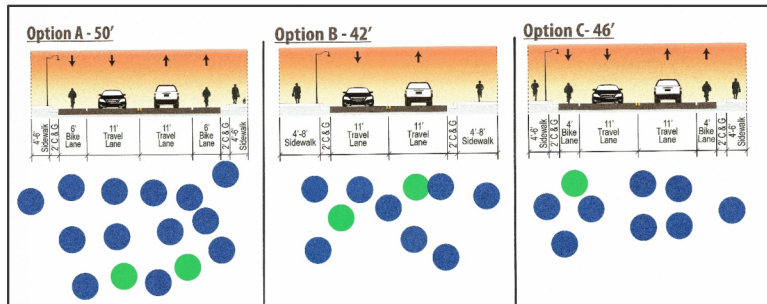 Option A - 50'
4'-6'
Sidewalk
2' C & G
6'
Bike
Lane
11'
Travel
Lane
11'
Travel
Lane
6'
Bike
Lane
2' C & G
4'-6'
Sidewalk
Option B - 42'
4'-8'
Sidewalk
2' C & G
11'
Travel
Lane
11'
Travel
Lane
2' C & G
4'-8'
Sidewalk
Option C- 46'
4'-6'
Sidewalk
2' C & G
4'
Bike
Lane
11'
Travel
Lane
11'
Travel
Lane
4'
Bike
Lane
2' C & G
4'-6'
Sidewalk